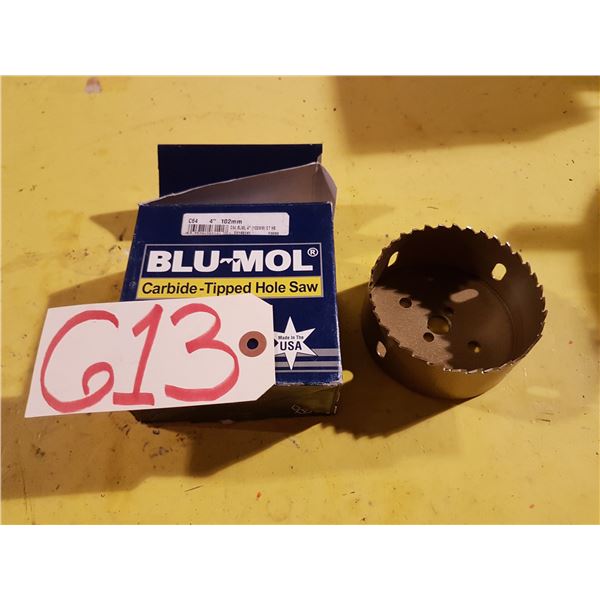 C64 4" 102mm
BLU-MOL®
Carbide-Tipped Hole Saw
Made In The
USA
613